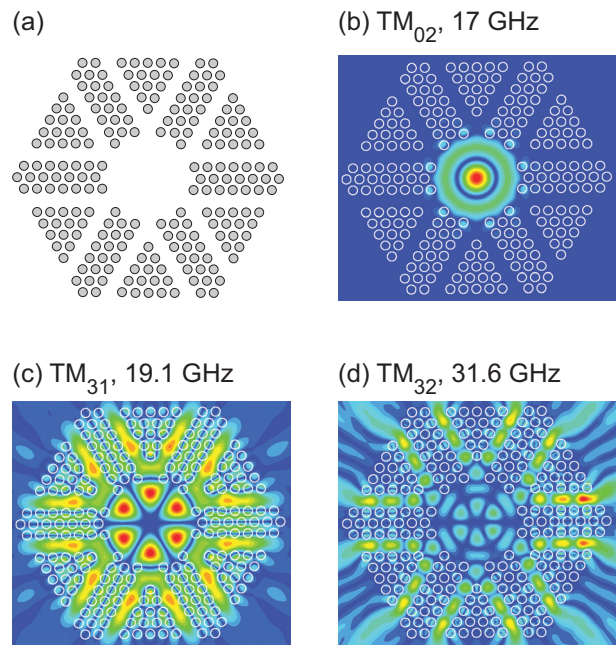 (a)
(b) TM02, 17 GHz
(c) TM31, 19.1 GHz
(d) TM32, 31.6 GHz